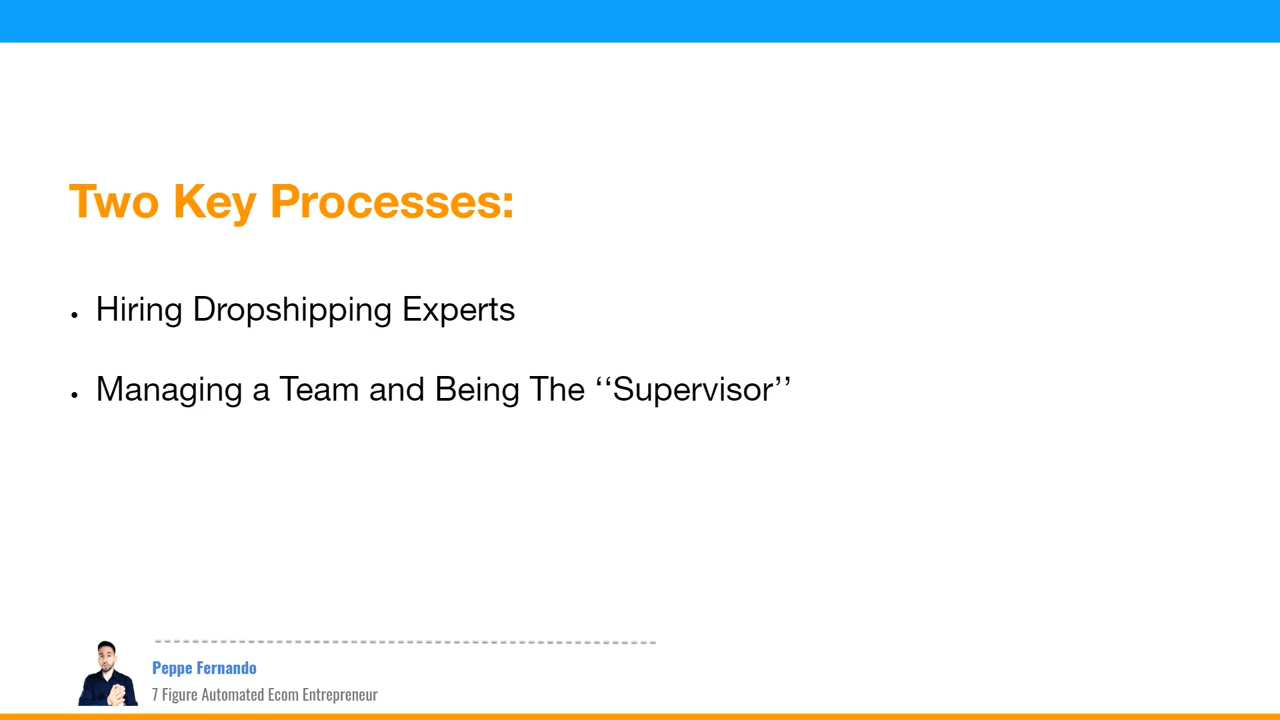 Two Key Processes:
• Hiring Dropshipping Experts
• Managing a Team and Being The ‘‘Supervisor’’
Peppe Fernando
7 Figure Automated Ecom Entrepreneur